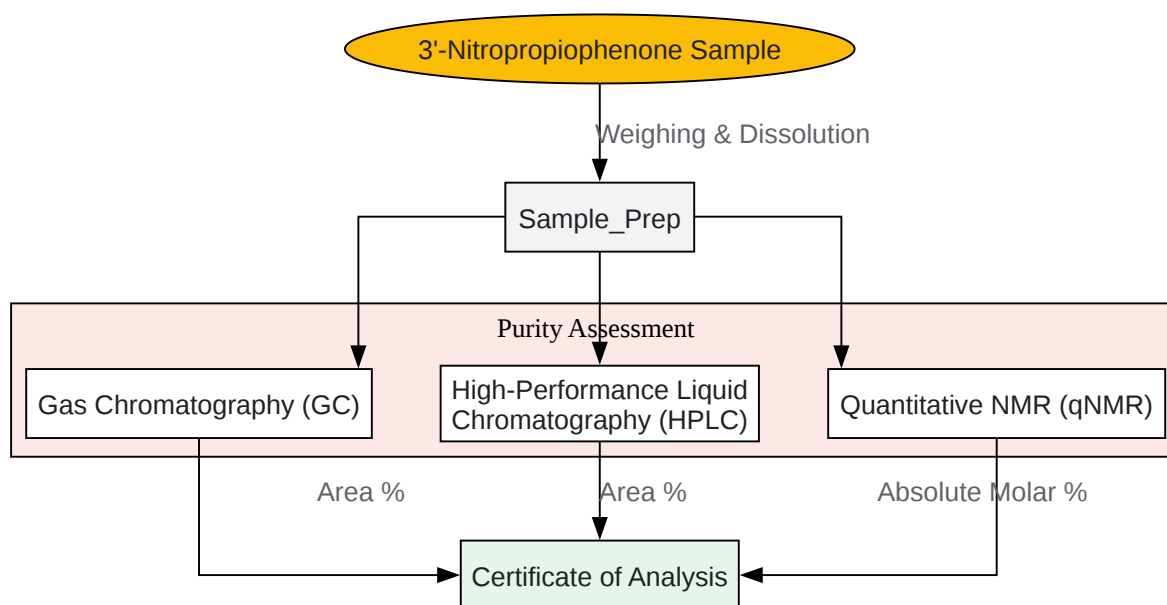 3'-Nitropropiophenone Sample
Weighing & Dissolution
Sample_Prep
Purity Assessment
Gas Chromatography (GC)
High-Performance Liquid
Chromatography (HPLC)
Quantitative NMR (qNMR)
Area %
Area %
Absolute Molar %
Certificate of Analysis